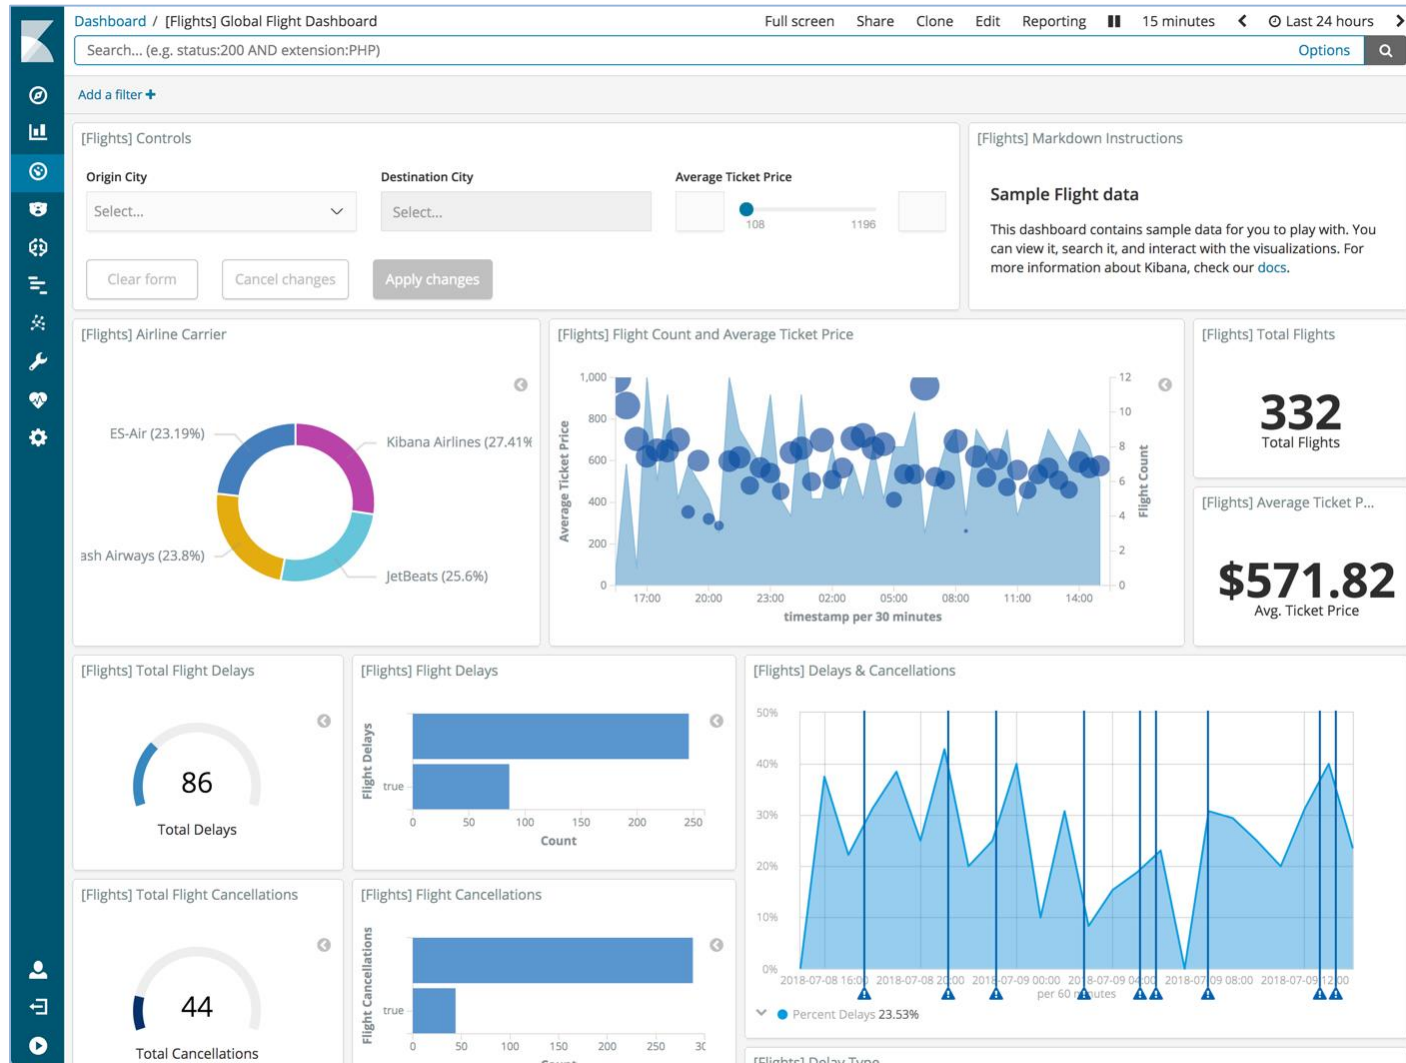 Dashboard / [Flights] Global Flight Dashboard
Full screen Share Clone Edit Reporting 15 minutes Last 24 hours
Search... (e.g. status:200 AND extension:PHP)
Options
Add a filter
[Flights] Controls
Origin City
Select...
Destination City
Select...
Average Ticket Price
108 1196
Clear form Cancel changes Apply changes
[Flights] Markdown Instructions
Sample Flight data
This dashboard contains sample data for you to play with. You
can view it, search it, and interact with the visualizations. For
more information about Kibana, check our docs.
[Flights] Airline Carrier
ES-Air (23.19%)
Kibana Airlines (27.41%
ash Airways (23.8%)
JetBeats (25.6%)
[Flights] Flight Count and Average Ticket Price
Average Ticket Price
1,000
800
600
400
200
0
12
10
8
6
4
2
0
Flight Count
17:00 20:00 23:00 02:00 05:00 08:00 11:00 14:00
timestamp per 30 minutes
[Flights] Total Flights
332
Total Flights
[Flights] Average Ticket P...
$571.82
Avg. Ticket Price
[Flights] Total Flight Delays
86
Total Delays
[Flights] Flight Delays
Flight Delays
true
0 50 100 150 200 250
Count
[Flights] Delays & Cancellations
50%
40%
30%
20%
10%
0%
2018-07-08 16:00 2018-07-08 20:00 2018-07-09 00:00 2018-07-09 04:00 2018-07-09 08:00 2018-07-09 12:00
per 60 minutes
Percent Delays 23.53%
[Flights] Total Flight Cancellations
44
Total Cancellations
[Flights] Flight Cancellations
Flight Cancellations
true
0 50 100 150 200 250 30
Count
[Flights] Delay Type